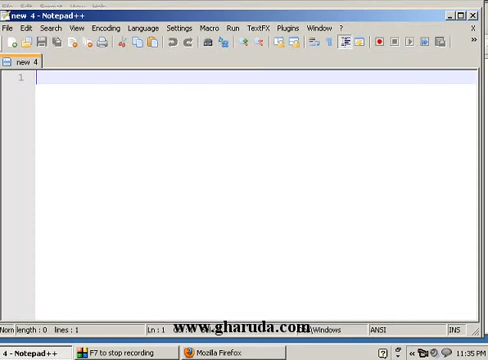 new 4 - Notepad++
File Edit Search View Encoding Language Settings Macro Run TextFX Plugins Window ? X
new 4
1
length : 0 lines : 1 Ln : 1 Windows ANSI INS
www.gharuda.com
4 - Notepad++ F7 to stop recording Mozilla Firefox 11:35 PM